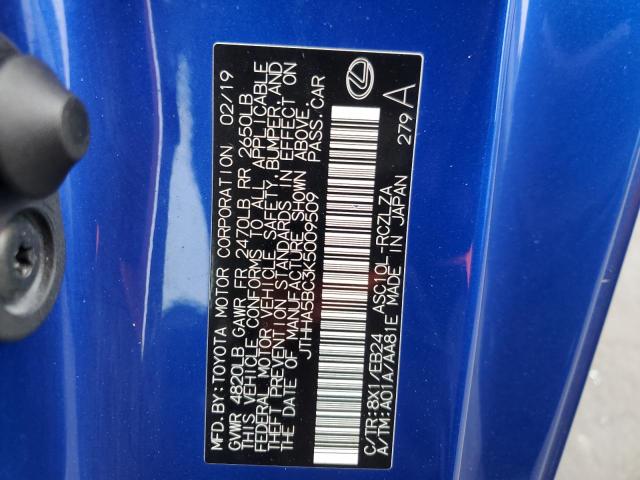 MFD.BY:TOYOTA MOTOR CORPORATION 02/19
GVWR 4820LB GAWR FR 2470LB RR 2650LB
THIS VEHICLE CONFORMS TO ALL APPLICABLE
FEDERAL MOTOR VEHICLE SAFETY, BUMPER, AND
THEFT PREVENTION STANDARDS IN EFFECT ON
THE DATE OF MANUFACTURE SHOWN ABOVE.
JTHHA5BA3K5009509 PASS.CAR
C/TR:8X1/EB24 ASC10L-RCZLZA
A/TM:A01A/AA81E MADE IN JAPAN
279 A